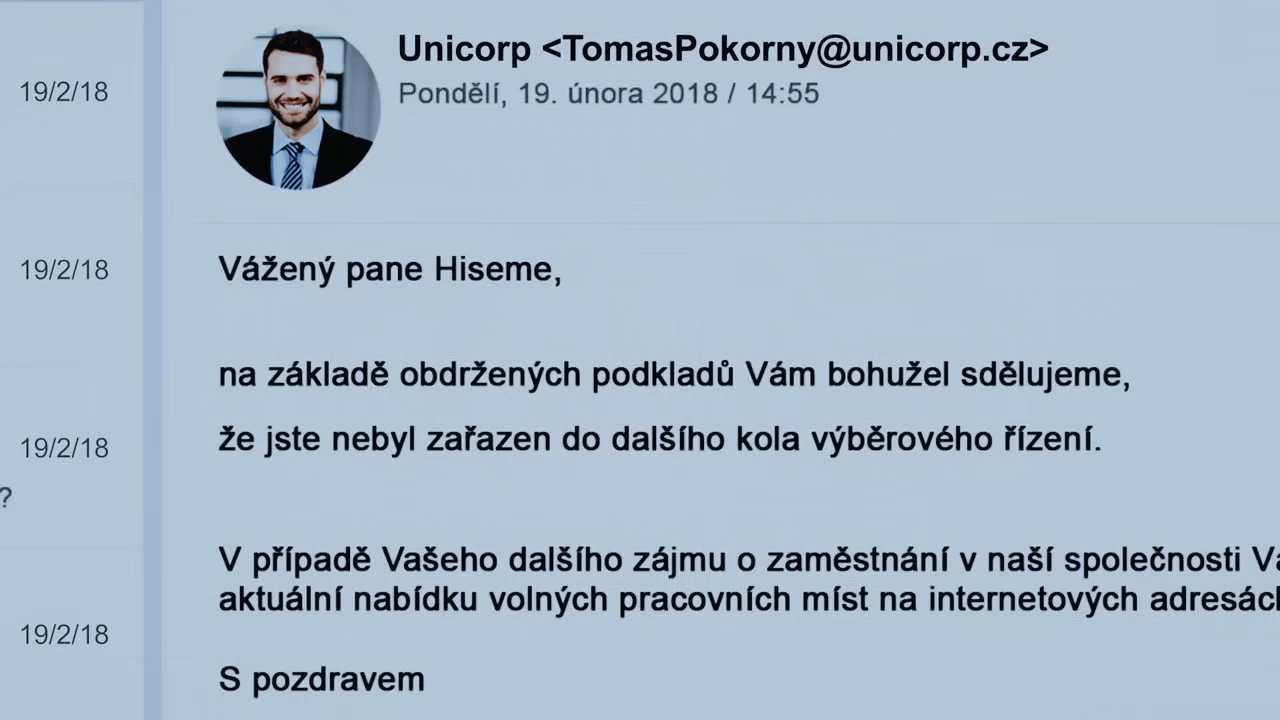 19/2/18
19/2/18
19/2/18
?
19/2/18
Unicorp <TomasPokorny@unicorp.cz>
Pondělí, 19. února 2018 / 14:55
Vážený pane Hiseme,
na základě obdržených podkladů Vám bohužel sdělujeme,
že jste nebyl zařazen do dalšího kola výběrového řízení.
V případě Vašeho dalšího zájmu o zaměstnání v naší společnosti
aktuální nabídku volných pracovních míst na internetových
S pozdravem